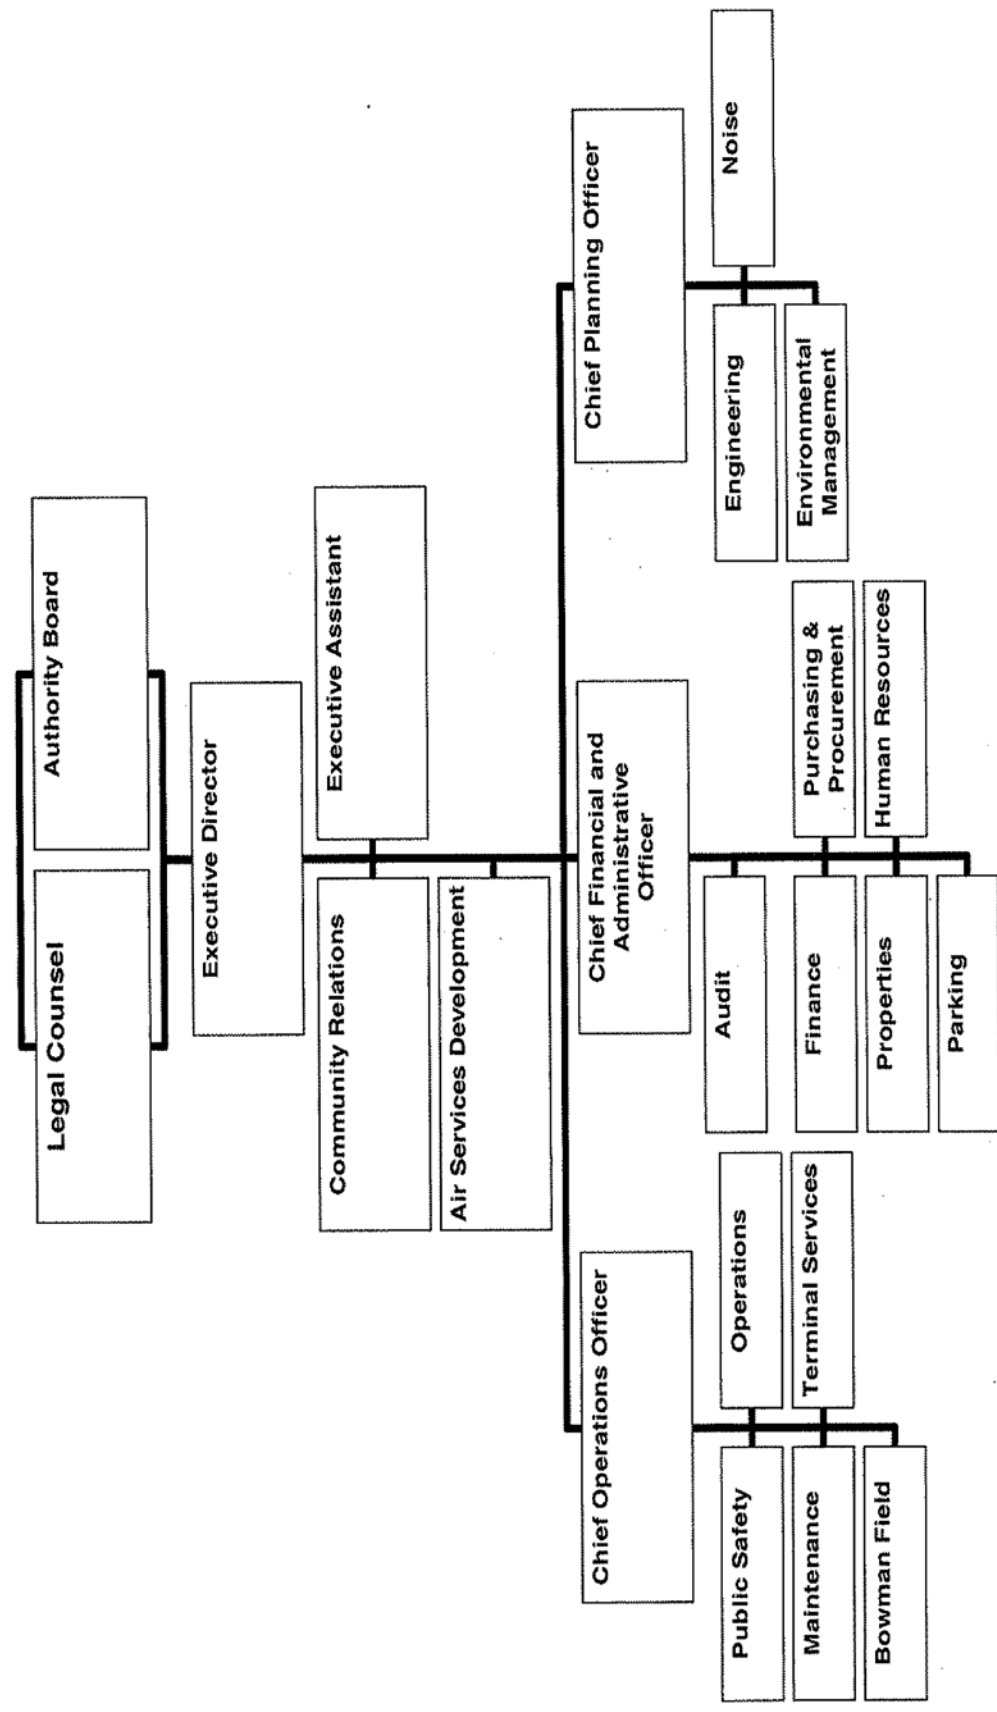 Legal Counsel
Authority Board
Executive Director
Community Relations
Executive Assistant
Air Services Development
Chief Operations Officer
Chief Financial and
Administrative
Officer
Chief Planning Officer
Public Safety
Operations
Maintenance
Terminal Services
Bowman Field
Audit
Finance
Purchasing &
Procurement
Properties
Human Resources
Parking
Engineering
Noise
Environmental
Management